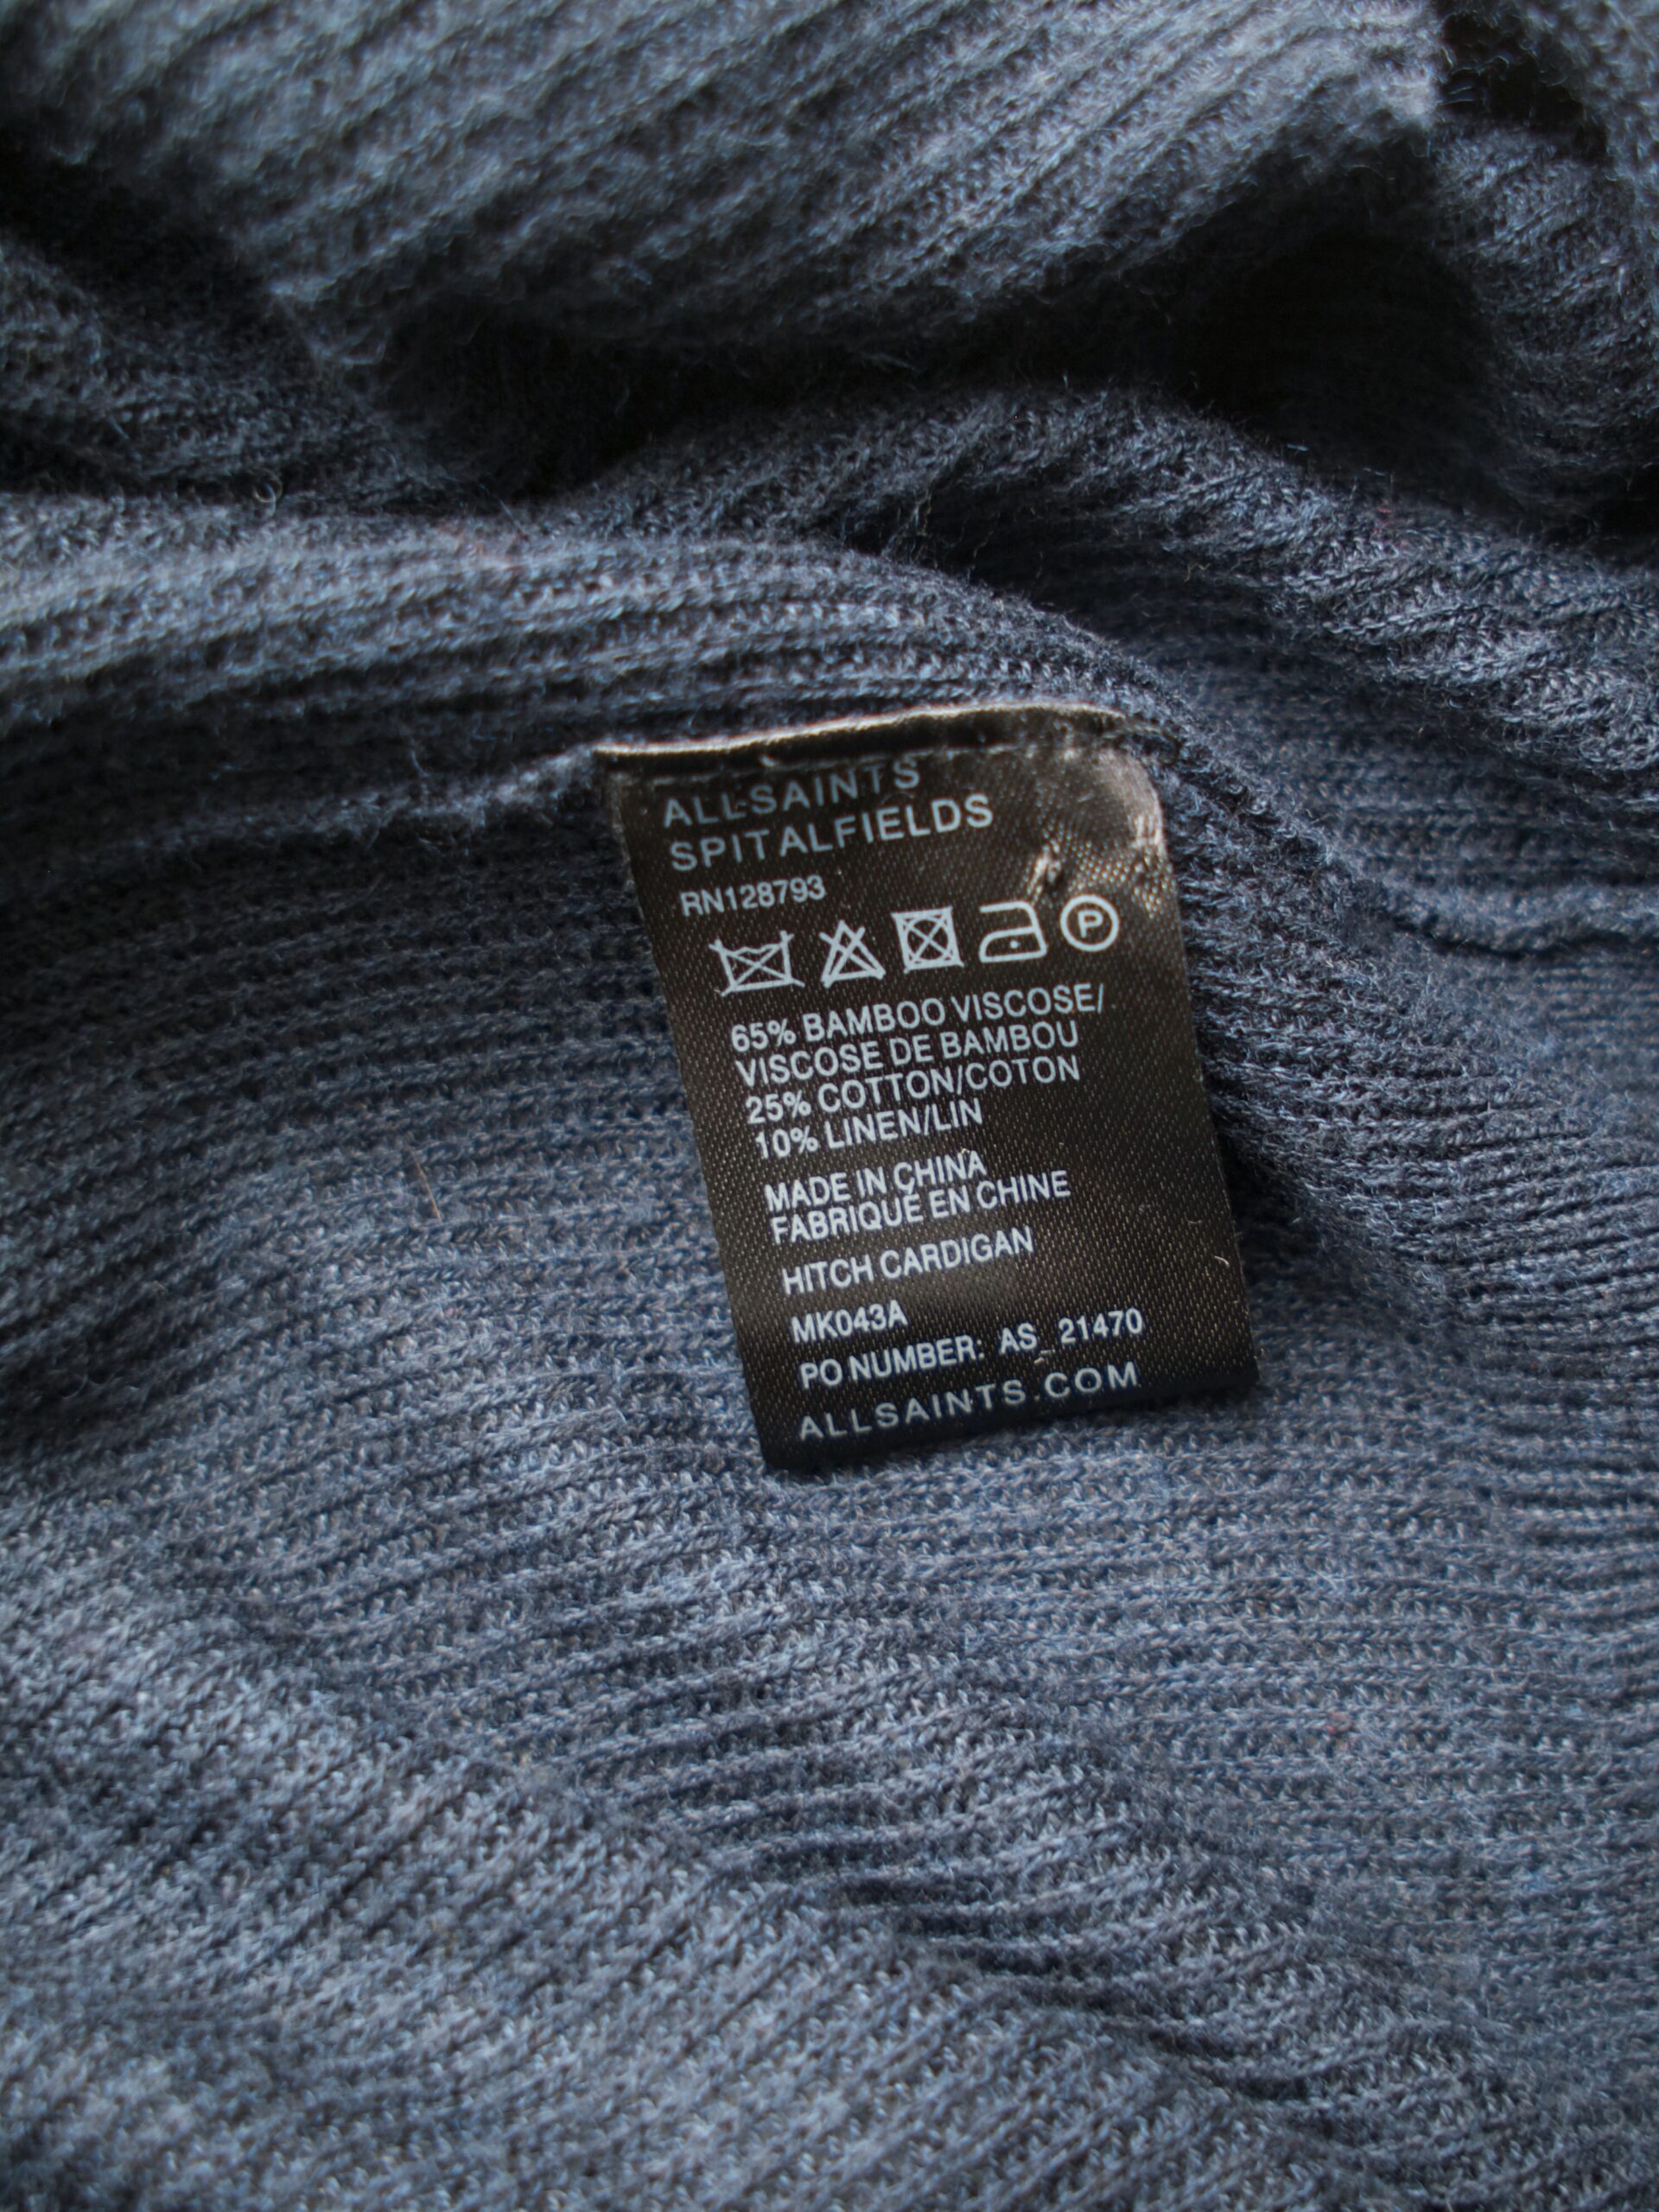 ALLSAINTS
SPITALFIELDS
RN128793
P
65% BAMBOO VISCOSE/
VISCOSE DE BAMBOU
25% COTTON/COTON
10% LINEN/LIN
MADE IN CHINA
FABRIQUÉ EN CHINE
HITCH CARDIGAN
MK043A
PO NUMBER: AS_21470
ALLSAINTS.COM